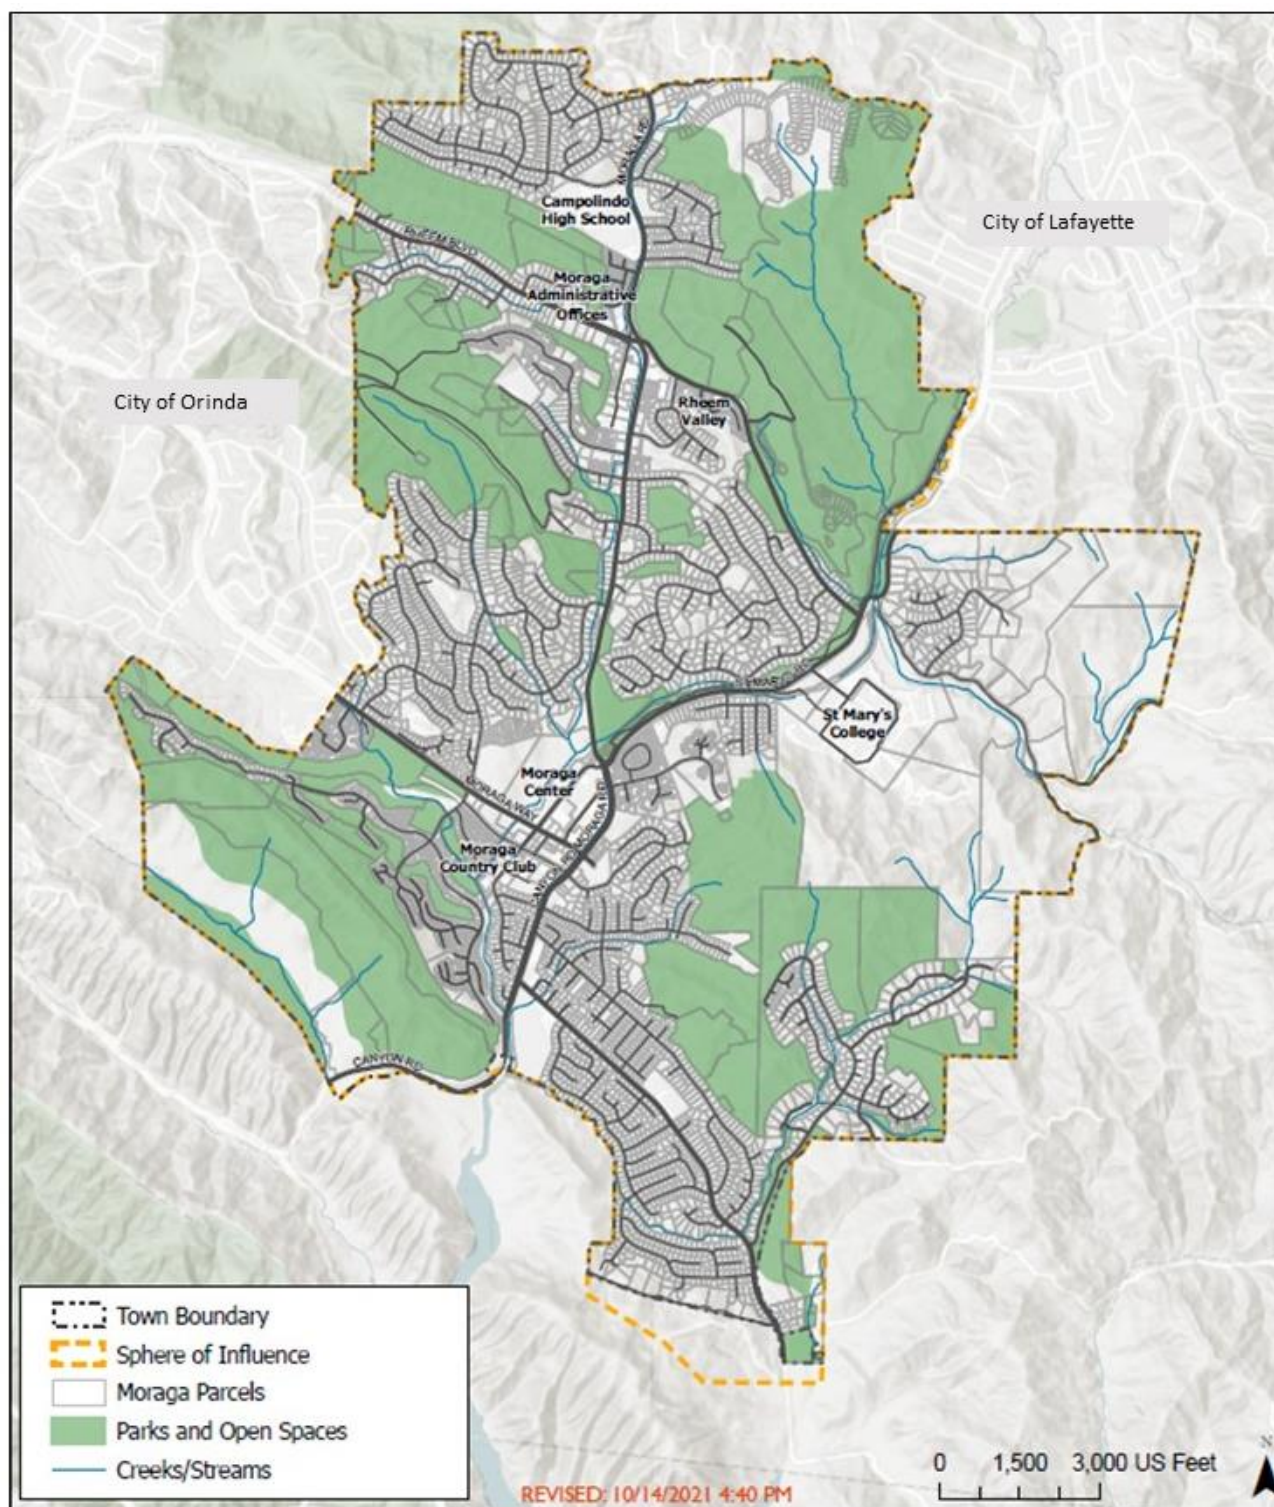 Campolindo
High School
City of Lafayette
RHEEM BLVD
Moraga
Administrative
Offices
City of Orinda
Rheem
Valley
St Mary's
College
Moraga
Center
MORAGA WAY
Moraga
Country Club
CANYON RD
Town Boundary
Sphere of Influence
Moraga Parcels
Parks and Open Spaces
Creeks/Streams
REVISED: 10/14/2021 4:40 PM
0 1,500 3,000 US Feet
N